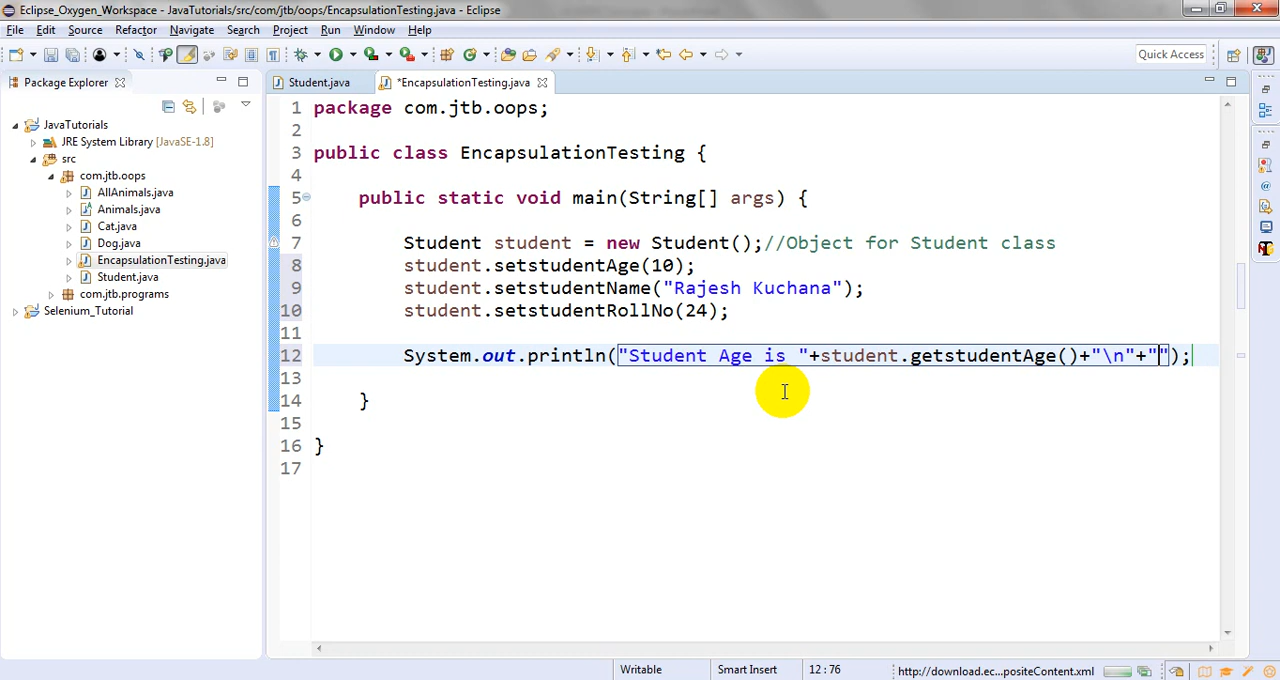 Eclipse_Oxygen_Workspace - JavaTutorials/src/com/jtb/oops/EncapsulationTesting.java - Eclipse
File Edit Source Refactor Navigate Search Project Run Window Help
Quick Access
Package Explorer
Student.java
*EncapsulationTesting.java
JavaTutorials
JRE System Library [JavaSE-1.8]
src
com.jtb.oops
AllAnimals.java
Animals.java
Cat.java
Dog.java
EncapsulationTesting.java
Student.java
com.jtb.programs
Selenium_Tutorial
1 package com.jtb.oops;
2
3 public class EncapsulationTesting {
4
5 public static void main(String[] args) {
6
7 Student student = new Student();//Object for Student class
8 student.setstudentAge(10);
9 student.setstudentName("Rajesh Kuchana");
10 student.setstudentRollNo(24);
11
12 System.out.println("Student Age is "+student.getstudentAge()+"\n"+"");
13
14 }
15
16 }
17
Writable Smart Insert 12 : 76 http://download.ec...positeContent.xml